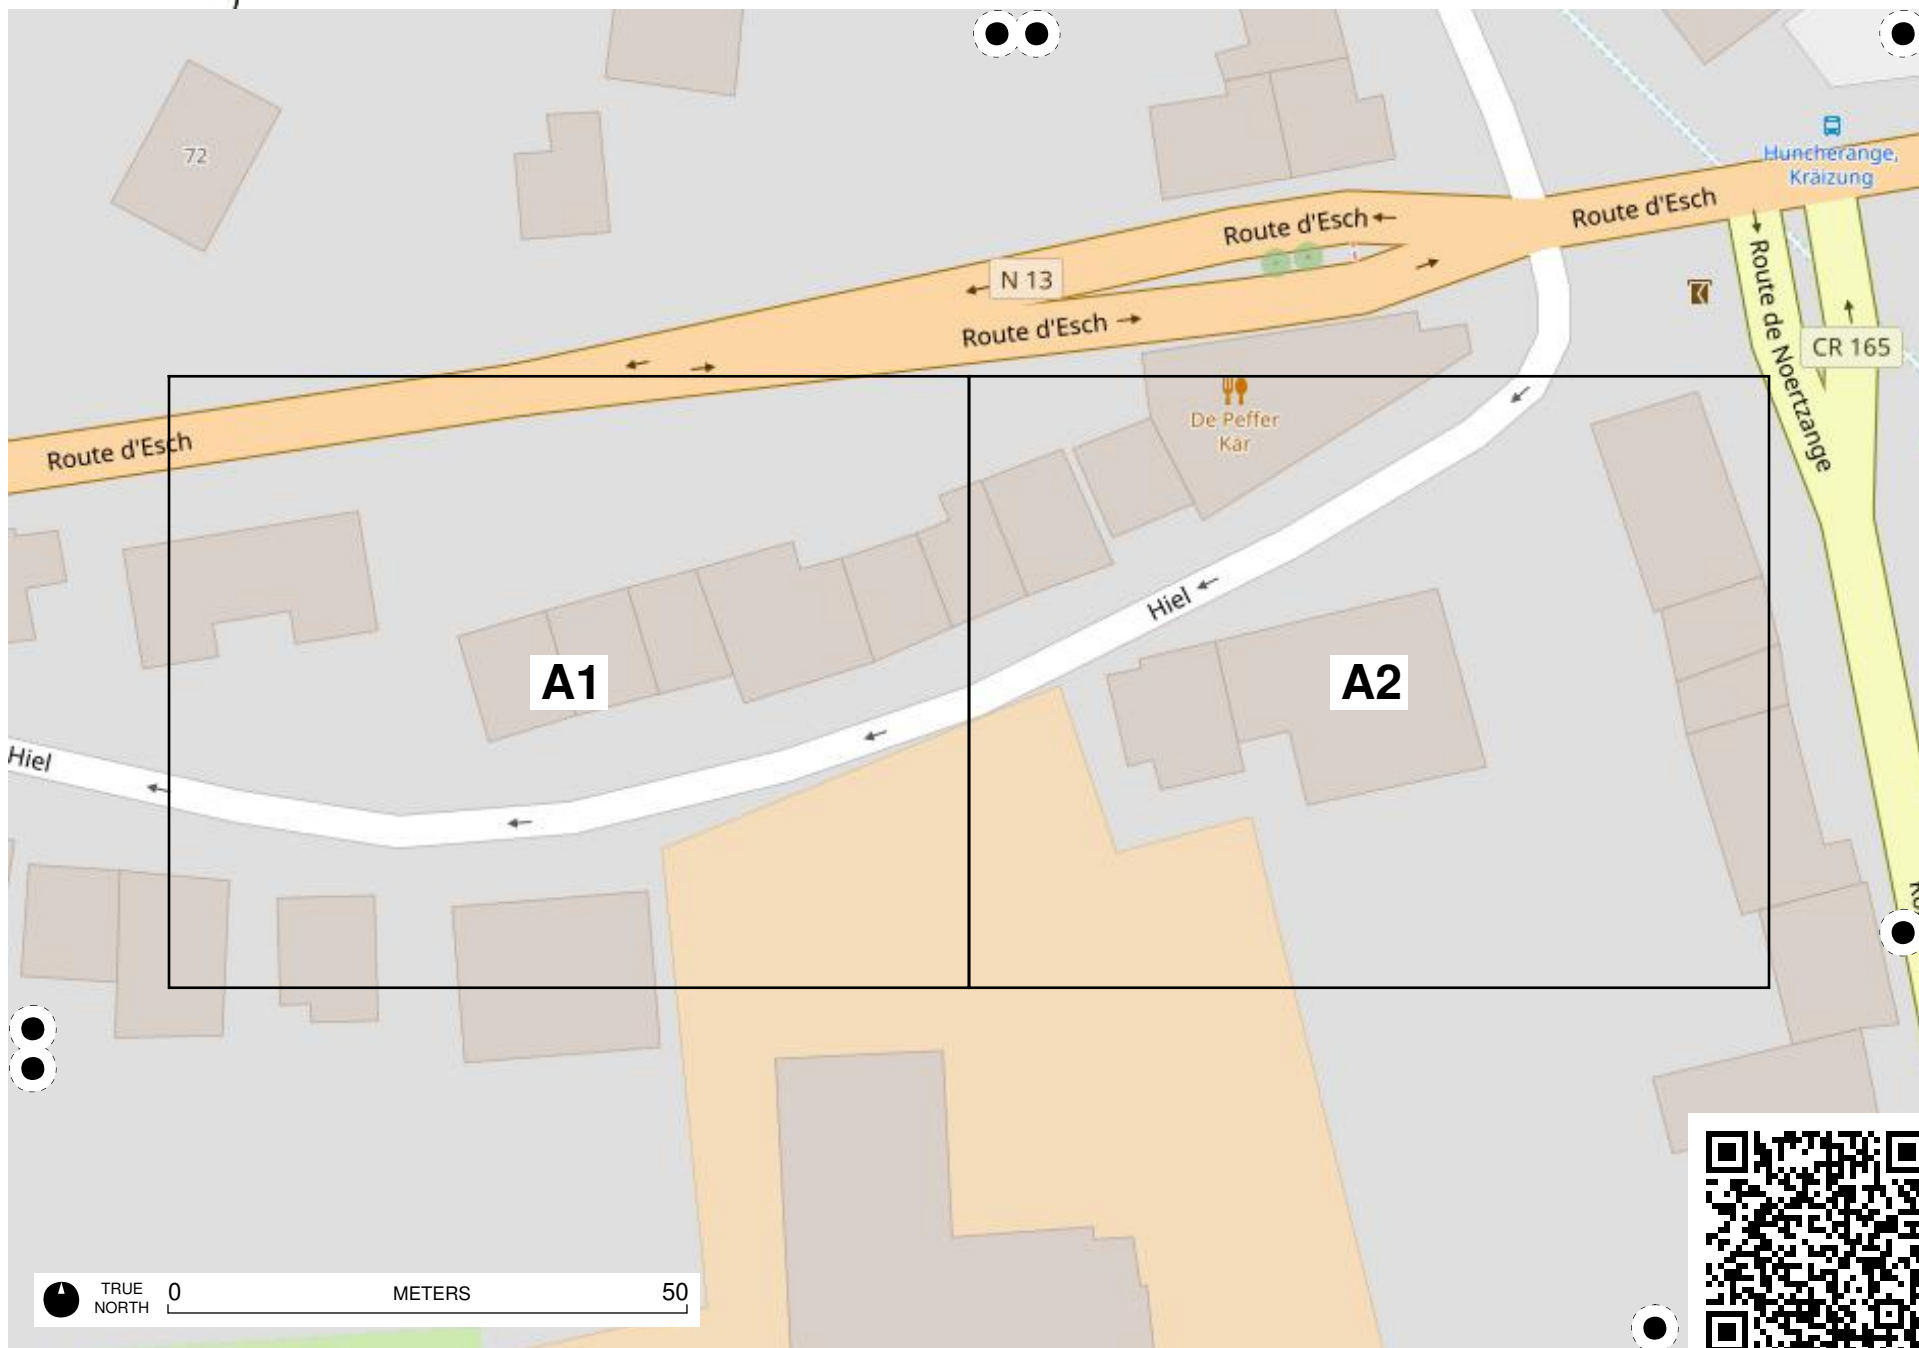 72
Huncherange,
Kräizung
Route d'Esch
Route d'Esch
N 13
Route d'Esch
Route de Noertzange
CR 165
De Peffer
Kär
Route d'Esch
Hiel
A1
A2
Hiel
TRUE
NORTH
0
METERS
50